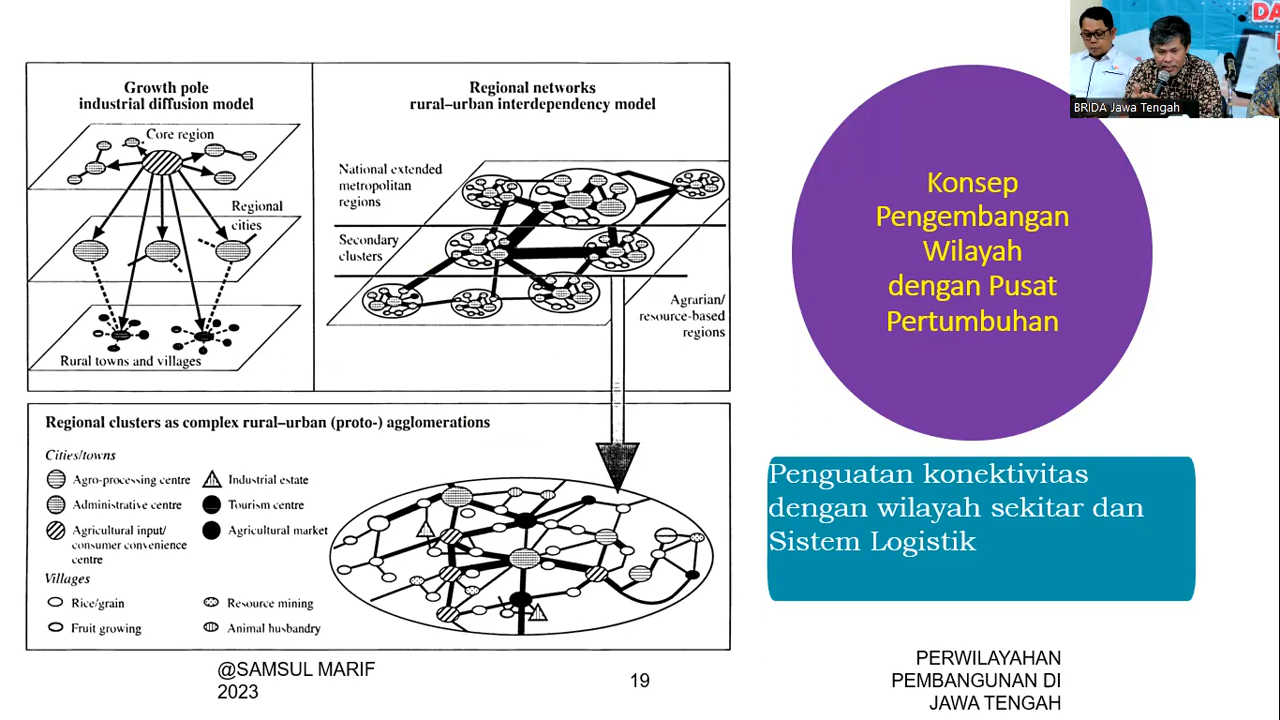 Growth pole
industrial diffusion model
Core region
Regional
cities
Rural towns and villages
Regional networks
rural–urban interdependency model
National extended
metropolitan
regions
Secondary
clusters
Agrarian/
resource-based
regions
Regional clusters as complex rural–urban (proto-) agglomerations
Cities/towns
Agro-processing centre
Administrative centre
Agricultural input/
consumer convenience
centre
Industrial estate
Tourism centre
Agricultural market
Villages
Rice/grain
Fruit growing
Resource mining
Animal husbandry
DA
BRIDA Jawa Tengah
Konsep
Pengembangan
Wilayah
dengan Pusat
Pertumbuhan
Penguatan konektivitas
dengan wilayah sekitar dan
Sistem Logistik
@SAMSUL MARIF
2023
19
PERWILAYAHAN
PEMBANGUNAN DI
JAWA TENGAH